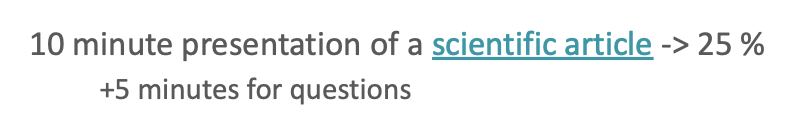 10 minute presentation of a scientific article -> 25 %
+5 minutes for questions